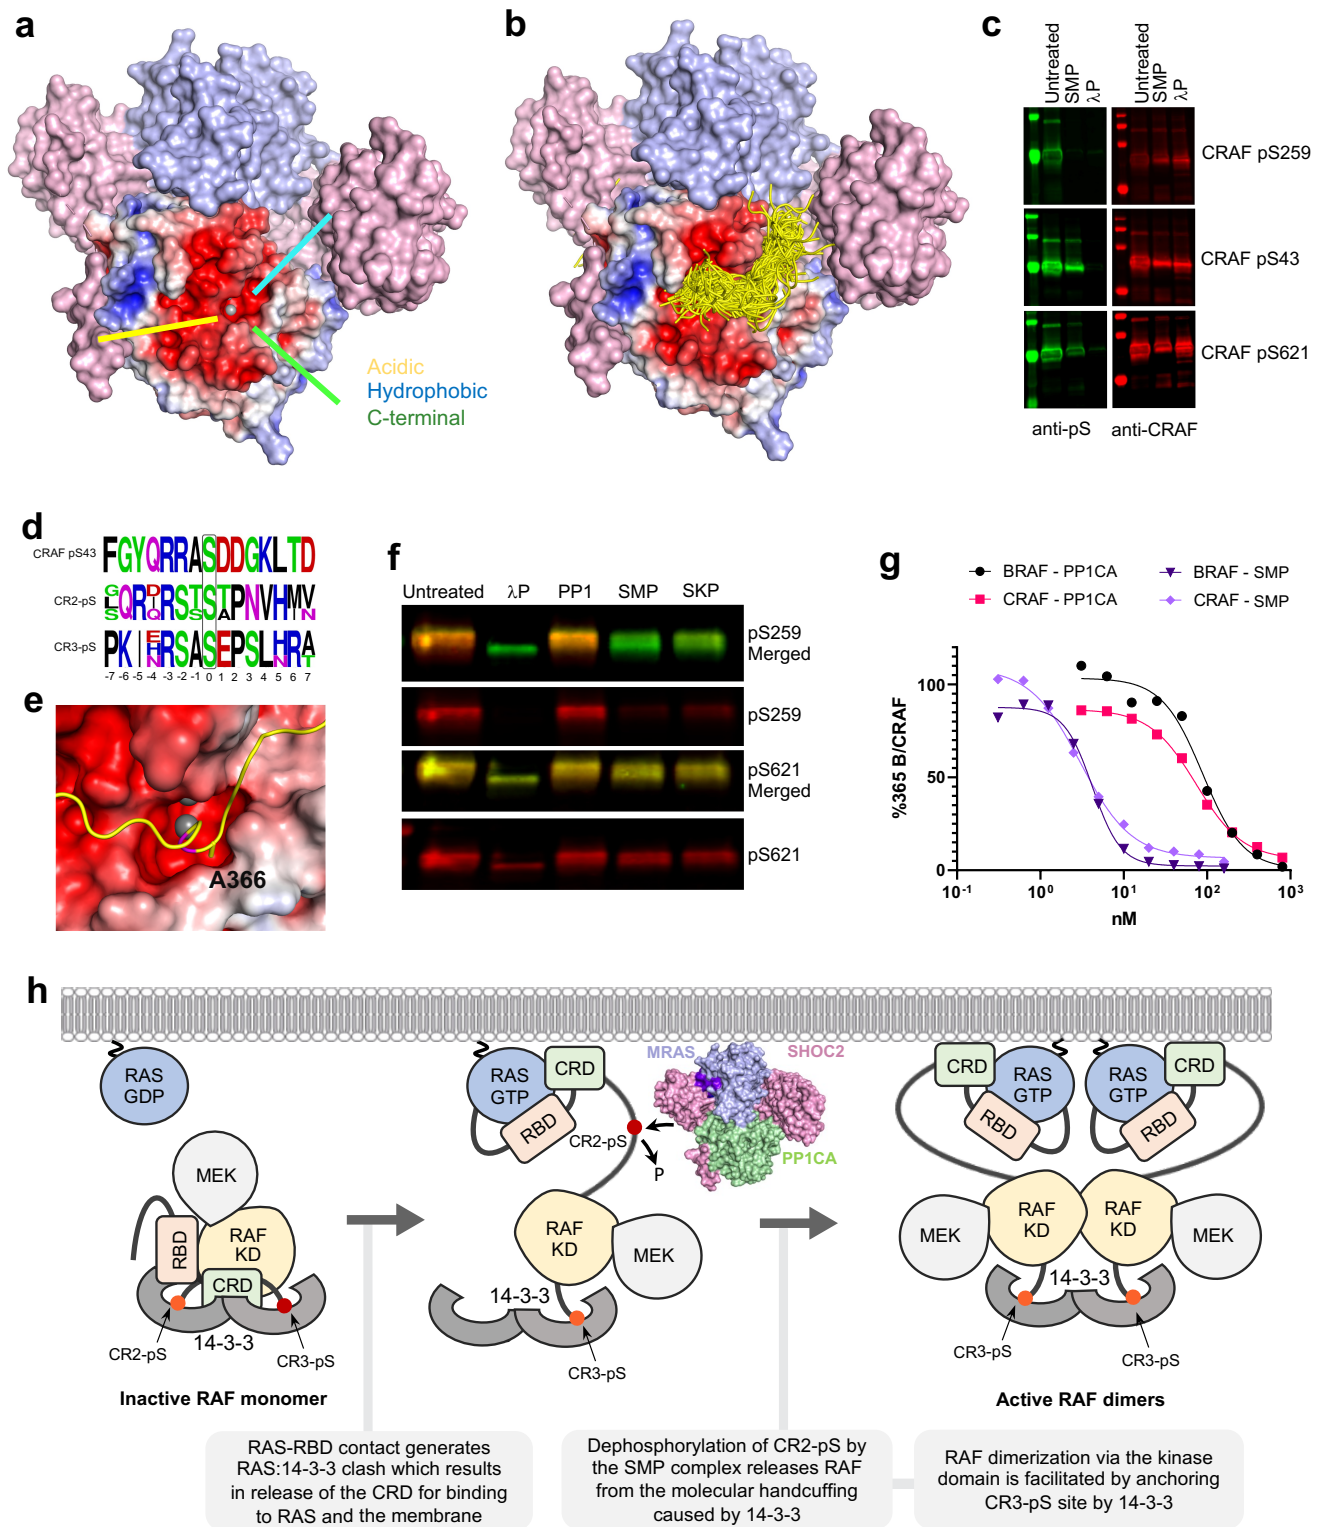 a
b
c
Acidic
Hydrophobic
C-terminal
Untreated
SMP
λP
Untreated
SMP
λP
CRAF pS259
CRAF pS43
CRAF pS621
anti-pS
anti-CRAF
d
CRAF pS43
FGYQRRASDDGKLTD
CR2-pS
CR3-pS
-7 -6 -5 -4 -3 -2 -1 0 1 2 3 4 5 6 7
e
A366
f
Untreated
λP
PP1
SMP
SKP
pS259
Merged
pS259
pS621
Merged
pS621
g
BRAF - PP1CA
BRAF - SMP
CRAF - PP1CA
CRAF - SMP
%365 B/CRAF
100
50
0
10-1
100
101
102
103
nM
h
RAS
GDP
MEK
RBD
RAF
KD
CRD
14-3-3
CR2-pS
CR3-pS
Inactive RAF monomer
RAS
GTP
CRD
RBD
CR2-pS
P
MRAS
SHOC2
PP1CA
RAF
KD
MEK
14-3-3
CR3-pS
CRD
RAS
GTP
RBD
RAS
GTP
CRD
RBD
MEK
RAF
KD
RAF
KD
MEK
14-3-3
CR3-pS
CR3-pS
Active RAF dimers
RAS-RBD contact generates
RAS:14-3-3 clash which results
in release of the CRD for binding
to RAS and the membrane
Dephosphorylation of CR2-pS by
the SMP complex releases RAF
from the molecular handcuffing
caused by 14-3-3
RAF dimerization via the kinase
domain is facilitated by anchoring
CR3-pS site by 14-3-3